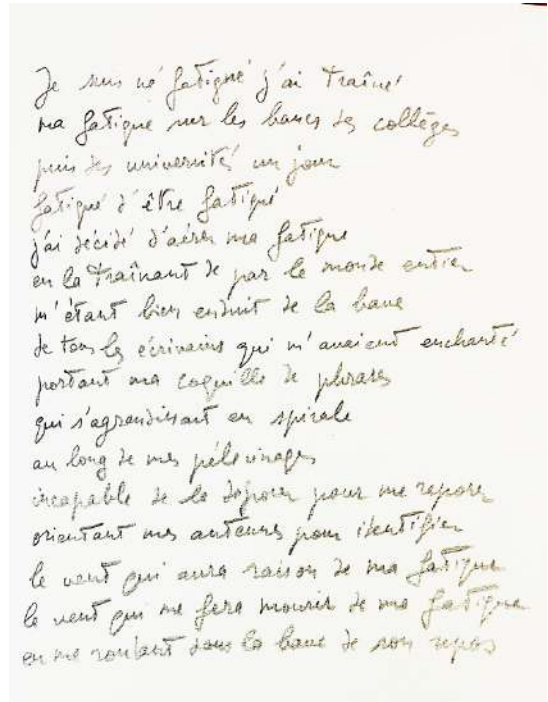 Je suis né fatigué j'ai traîné
ma fatigue sur les bancs des collèges
puis des université un jour
fatigué d'être fatigué
j'ai décidé d'aérer ma fatigue
en la traînant de par le monde entier
m'étant bien enduit de la bave
de tous les écrivains qui m'avaient enchanté
portant ma coquille de phrases
qui s'agrandissant en spirale
au long de mes pélerinages
incapable de la déposer pour me reposer
orientant mes antennes pour identifier
le vent qui aura raison de ma fatigue
le vent qui me fera mourir de ma fatigue
en me roulant dans la bave de son repos